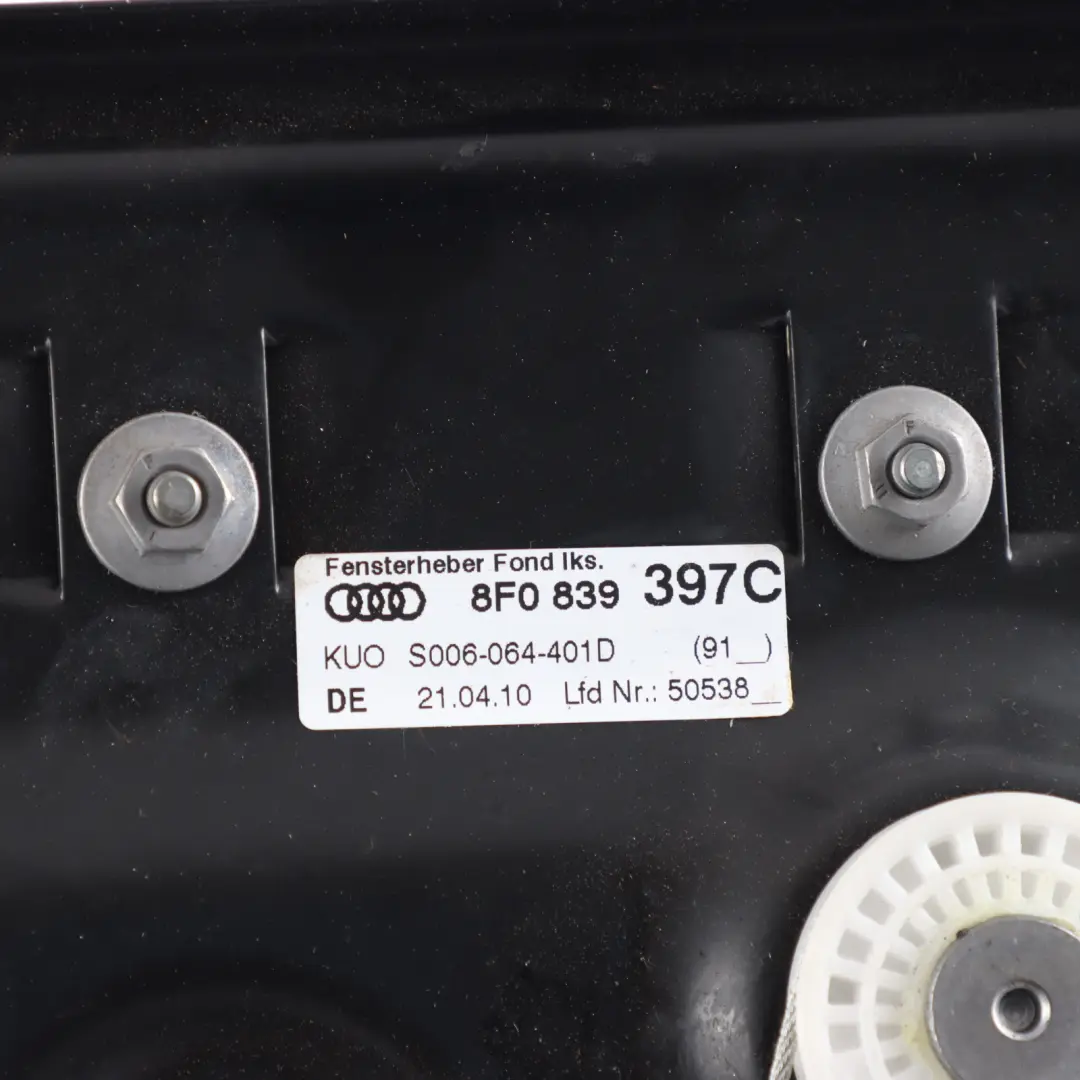 Fensterheber Fond lks.
8F0 839 397C
KUO S006-064-401D (91__)
DE 21.04.10 Lfd Nr.: 50538__